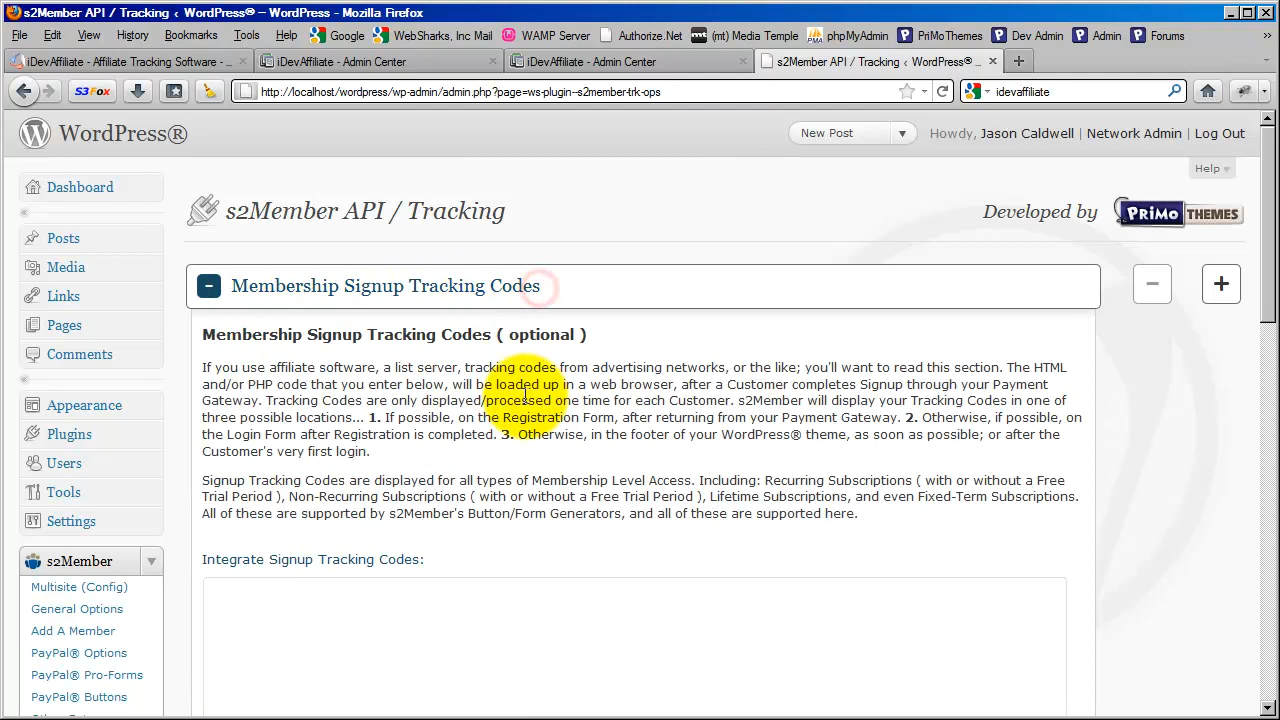 s2Member API / Tracking ‹ WordPress® – WordPress - Mozilla Firefox
File Edit View History Bookmarks Tools Help Google WebSharks, Inc Mail WAMP Server Authorize.Net (mt) Media Temple phpMyAdmin PriMoThemes Dev Admin Admin Forums »
iDevAffiliate - Affiliate Tracking Software - ... iDevAffiliate - Admin Center iDevAffiliate - Admin Center s2Member API / Tracking ‹ WordPress® ...
S3Fox http://localhost/wordpress/wp-admin/admin.php?page=ws-plugin--s2member-trk-ops idevaffiliate
WordPress® New Post Howdy, Jason Caldwell | Network Admin | Log Out
Help
Dashboard
Posts
Media
Links
Pages
Comments
Appearance
Plugins
Users
Tools
Settings
s2Member
Multisite (Config)
General Options
Add A Member
PayPal® Options
PayPal® Pro-Forms
PayPal® Buttons
s2Member API / Tracking Developed by PRiMO THEMES
Membership Signup Tracking Codes
Membership Signup Tracking Codes ( optional )
If you use affiliate software, a list server, tracking codes from advertising networks, or the like; you'll want to read this section. The HTML
and/or PHP code that you enter below, will be loaded up in a web browser, after a Customer completes Signup through your Payment
Gateway. Tracking Codes are only displayed/processed one time for each Customer. s2Member will display your Tracking Codes in one of
three possible locations... 1. If possible, on the Registration Form, after returning from your Payment Gateway. 2. Otherwise, if possible, on
the Login Form after Registration is completed. 3. Otherwise, in the footer of your WordPress® theme, as soon as possible; or after the
Customer's very first login.
Signup Tracking Codes are displayed for all types of Membership Level Access. Including: Recurring Subscriptions ( with or without a Free
Trial Period ), Non-Recurring Subscriptions ( with or without a Free Trial Period ), Lifetime Subscriptions, and even Fixed-Term Subscriptions.
All of these are supported by s2Member's Button/Form Generators, and all of these are supported here.
Integrate Signup Tracking Codes: